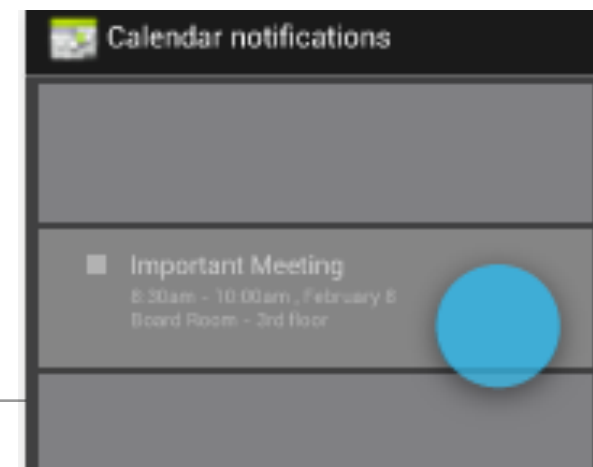 Calendar notifications
Important Meeting
8:30am - 10:00am, February 8
Board Room - 3rd floor